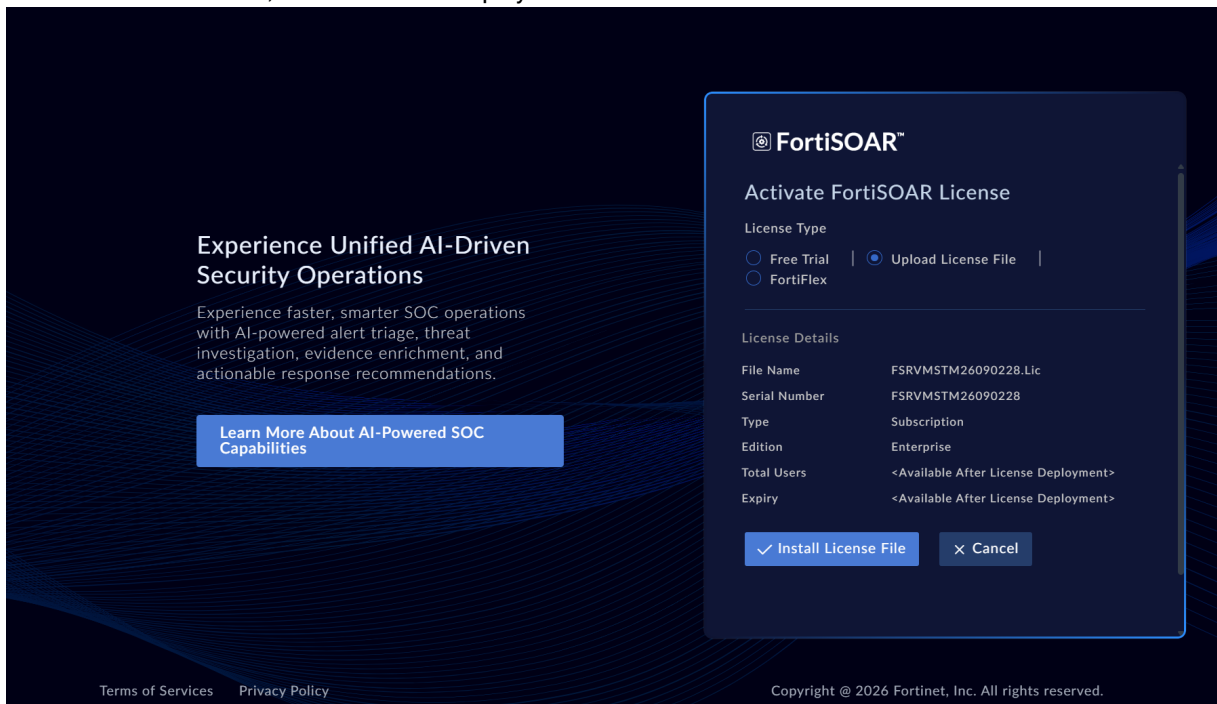 Experience Unified AI-Driven
Security Operations
Experience faster, smarter SOC operations
with AI-powered alert triage, threat
investigation, evidence enrichment, and
actionable response recommendations.
Learn More About AI-Powered SOC
Capabilities
FortiSOAR™
Activate FortiSOAR License
License Type
Free Trial | Upload License File |
FortiFlex
License Details
File Name FSRVMSTM26090228.Lic
Serial Number FSRVMSTM26090228
Type Subscription
Edition Enterprise
Total Users <Available After License Deployment>
Expiry <Available After License Deployment>
Install License File Cancel
Terms of Services Privacy Policy Copyright @ 2026 Fortinet, Inc. All rights reserved.